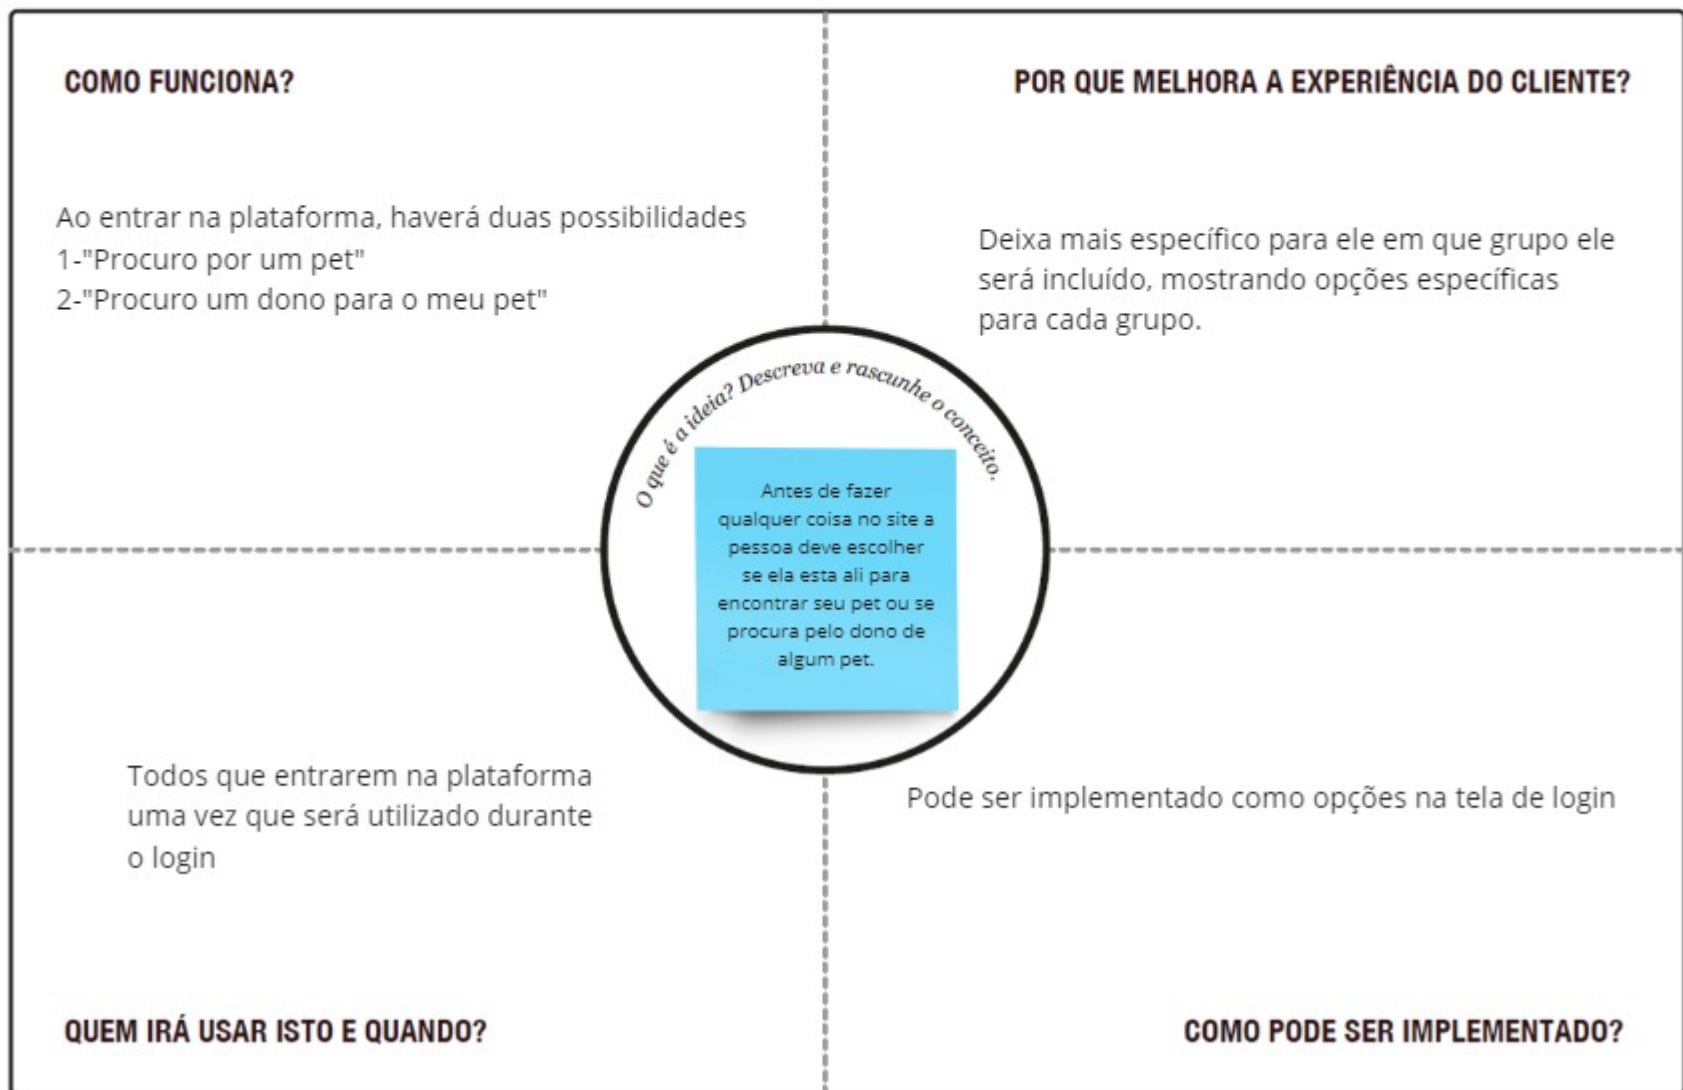 COMO FUNCIONA?
Ao entrar na plataforma, haverá duas possibilidades
1-"Procuro por um pet"
2-"Procuro um dono para o meu pet"
POR QUE MELHORA A EXPERIÊNCIA DO CLIENTE?
Deixa mais específico para ele em que grupo ele
será incluído, mostrando opções específicas
para cada grupo.
O que é a ideia? Descreva e rascunhe o conceito.
Antes de fazer
qualquer coisa no site a
pessoa deve escolher
se ela esta ali para
encontrar seu pet ou se
procura pelo dono de
algum pet.
Todos que entrarem na plataforma
uma vez que será utilizado durante
o login
QUEM IRÁ USAR ISTO E QUANDO?
Pode ser implementado como opções na tela de login
COMO PODE SER IMPLEMENTADO?